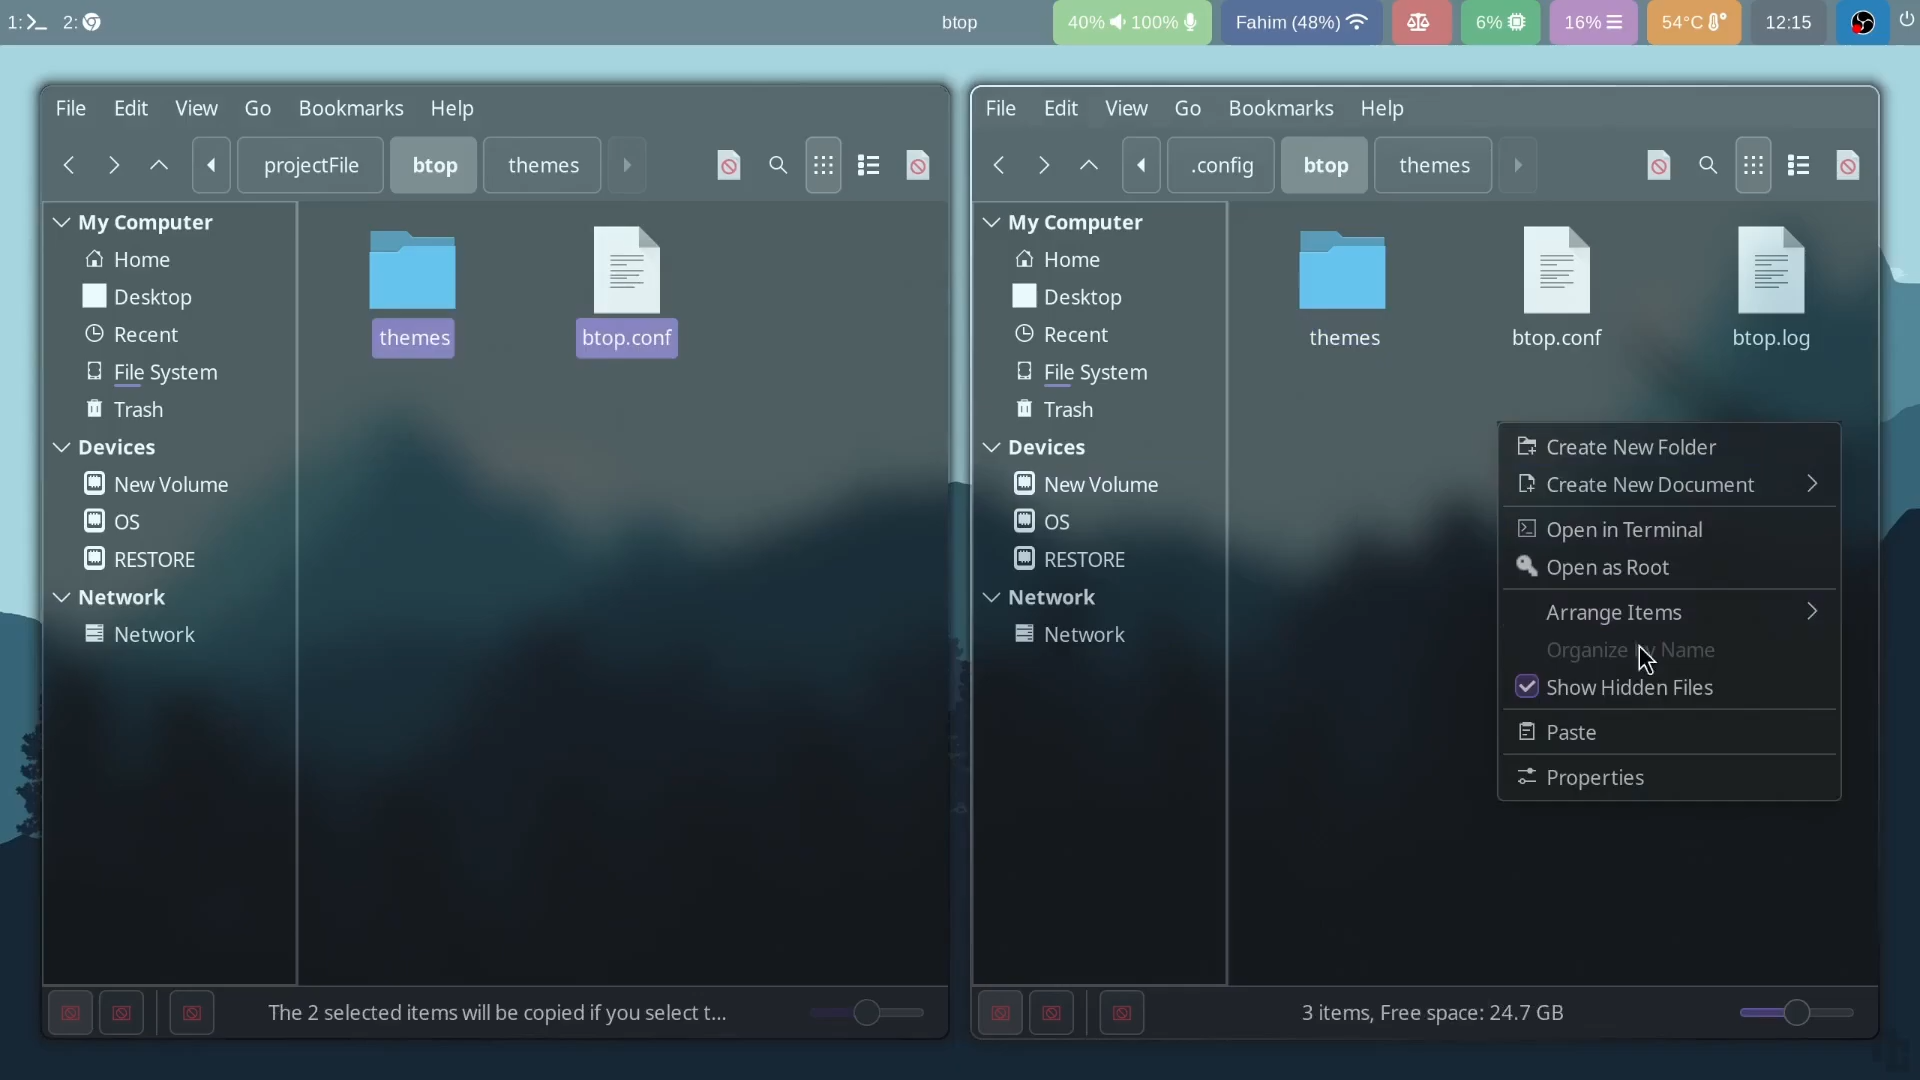 1: 2: btop 40% 100% Fahim (48%) 6% 16% 54°C 12:15
File Edit View Go Bookmarks Help
projectFile btop themes
My Computer
Home
Desktop
Recent
File System
Trash
Devices
New Volume
OS
RESTORE
Network
Network
themes btop.conf
The 2 selected items will be copied if you select t...
File Edit View Go Bookmarks Help
.config btop themes
My Computer
Home
Desktop
Recent
File System
Trash
Devices
New Volume
OS
RESTORE
Network
Network
themes btop.conf btop.log
Create New Folder
Create New Document
Open in Terminal
Open as Root
Arrange Items
Organize by Name
Show Hidden Files
Paste
Properties
3 items, Free space: 24.7 GB